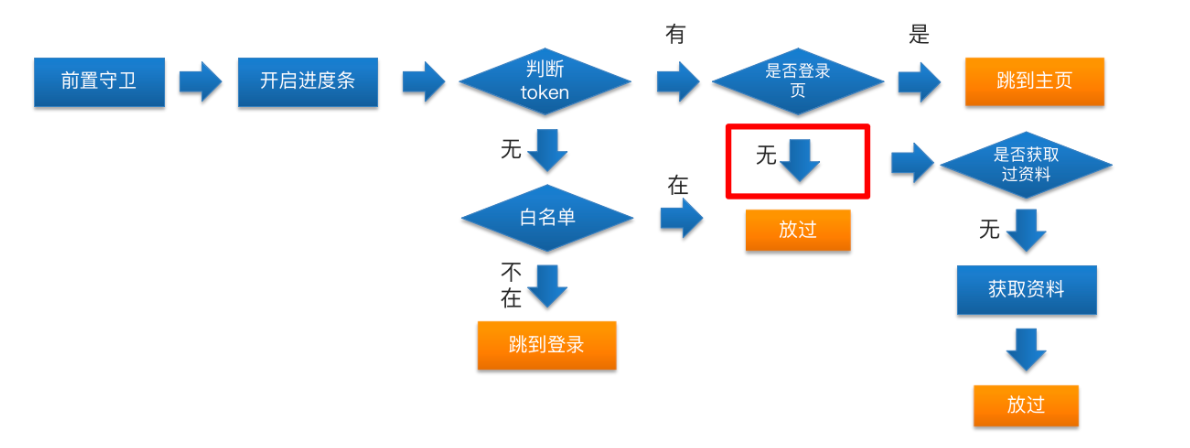 有
是
前置守卫
开启进度条
判断
token
是否登录
页
跳到主页
无
无
是否获取
过资料
在
白名单
放过
无
不
在
获取资料
跳到登录
放过